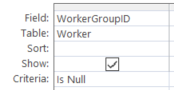 Field: WorkerGroupID
Table: Worker
Sort:
Show:
Criteria: Is Null